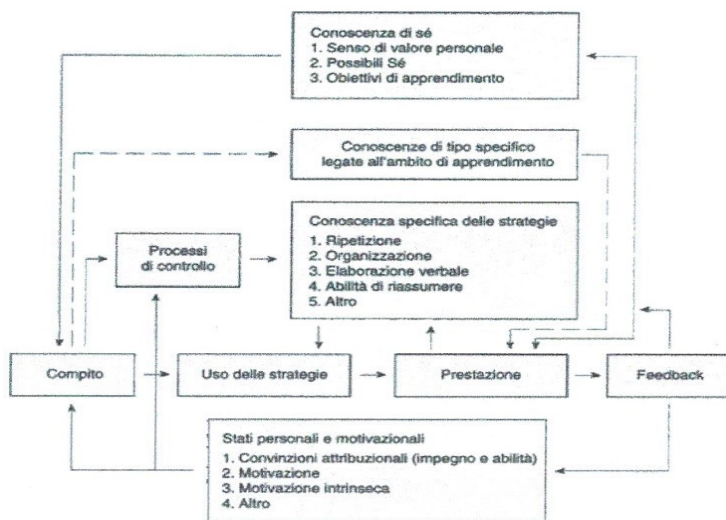 Conoscenza di sé
1. Senso di valore personale
2. Possibili Sé
3. Obiettivi di apprendimento
Conoscenze di tipo specifico
legate all'ambito di apprendimento
Conoscenza specifica delle strategie
1. Ripetizione
2. Organizzazione
3. Elaborazione verbale
4. Abilità di riassumere
5. Altro
Processi
di controllo
Compito
Uso delle strategie
Prestazione
Feedback
Stati personali e motivazionali
1. Convinzioni attribuzionali (impegno e abilità)
2. Motivazione
3. Motivazione intrinseca
4. Altro